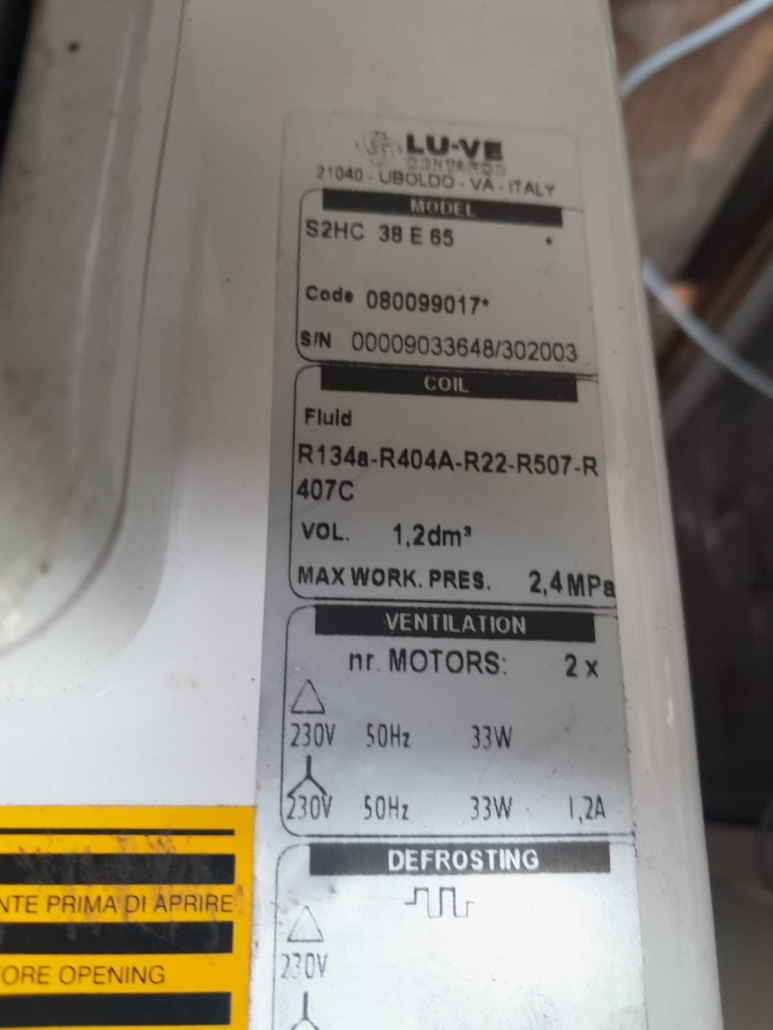 LU-VE
CONTARDO
21040 - UBOLDO - VA - ITALY
MODEL
S2HC 38 E 65 *
Code 080099017*
S/N 00009033648/302003
COIL
Fluid
R134a-R404A-R22-R507-R
407C
VOL. 1,2dm³
MAX WORK. PRES. 2,4MPa
VENTILATION
nr. MOTORS: 2 x
230V 50Hz 33W
230V 50Hz 33W 1,2A
DEFROSTING
230V
NTE PRIMA DI APRIRE
ORE OPENING